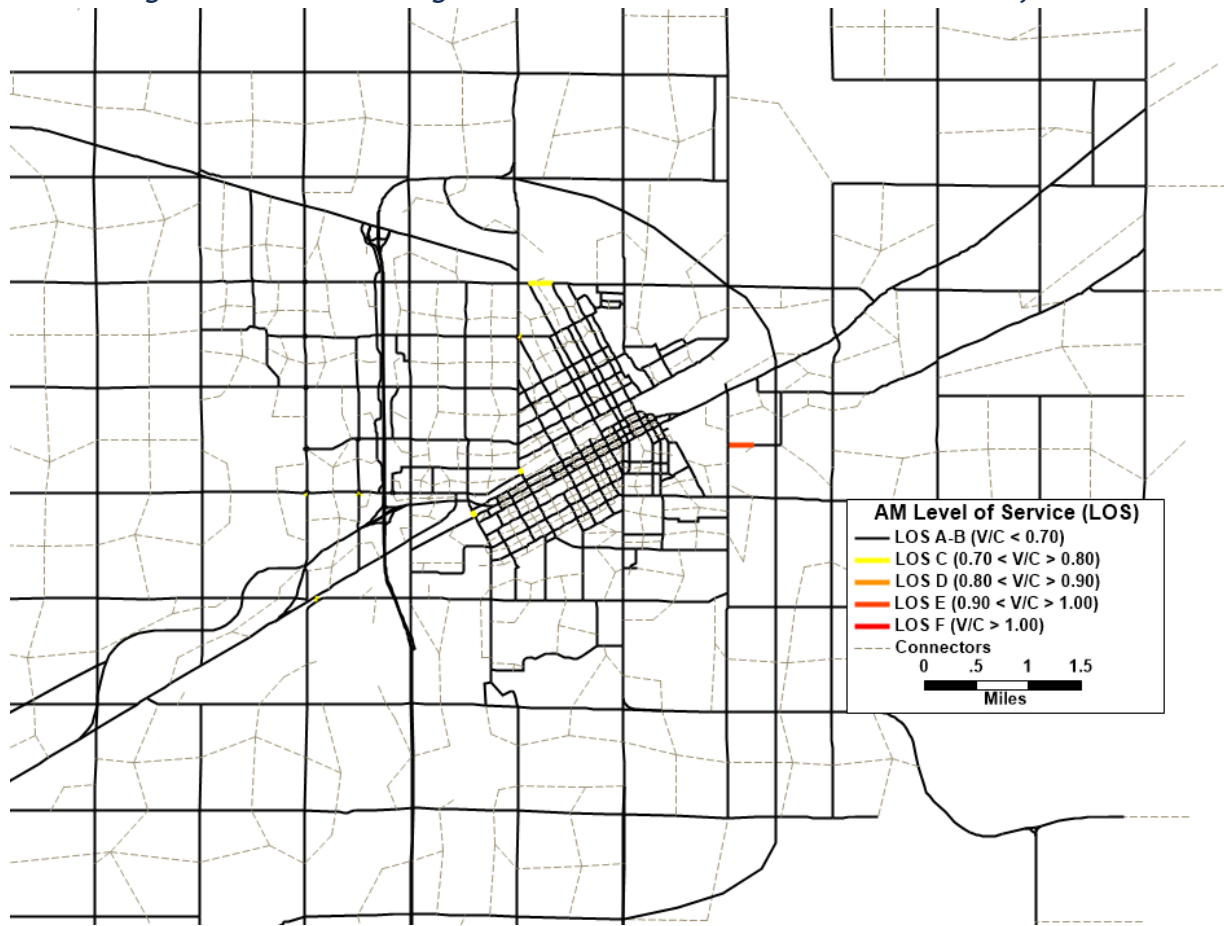 AM Level of Service (LOS)
LOS A-B (V/C < 0.70)
LOS C (0.70 < V/C > 0.80)
LOS D (0.80 < V/C > 0.90)
LOS E (0.90 < V/C > 1.00)
LOS F (V/C > 1.00)
Connectors
0 .5 1 1.5
Miles